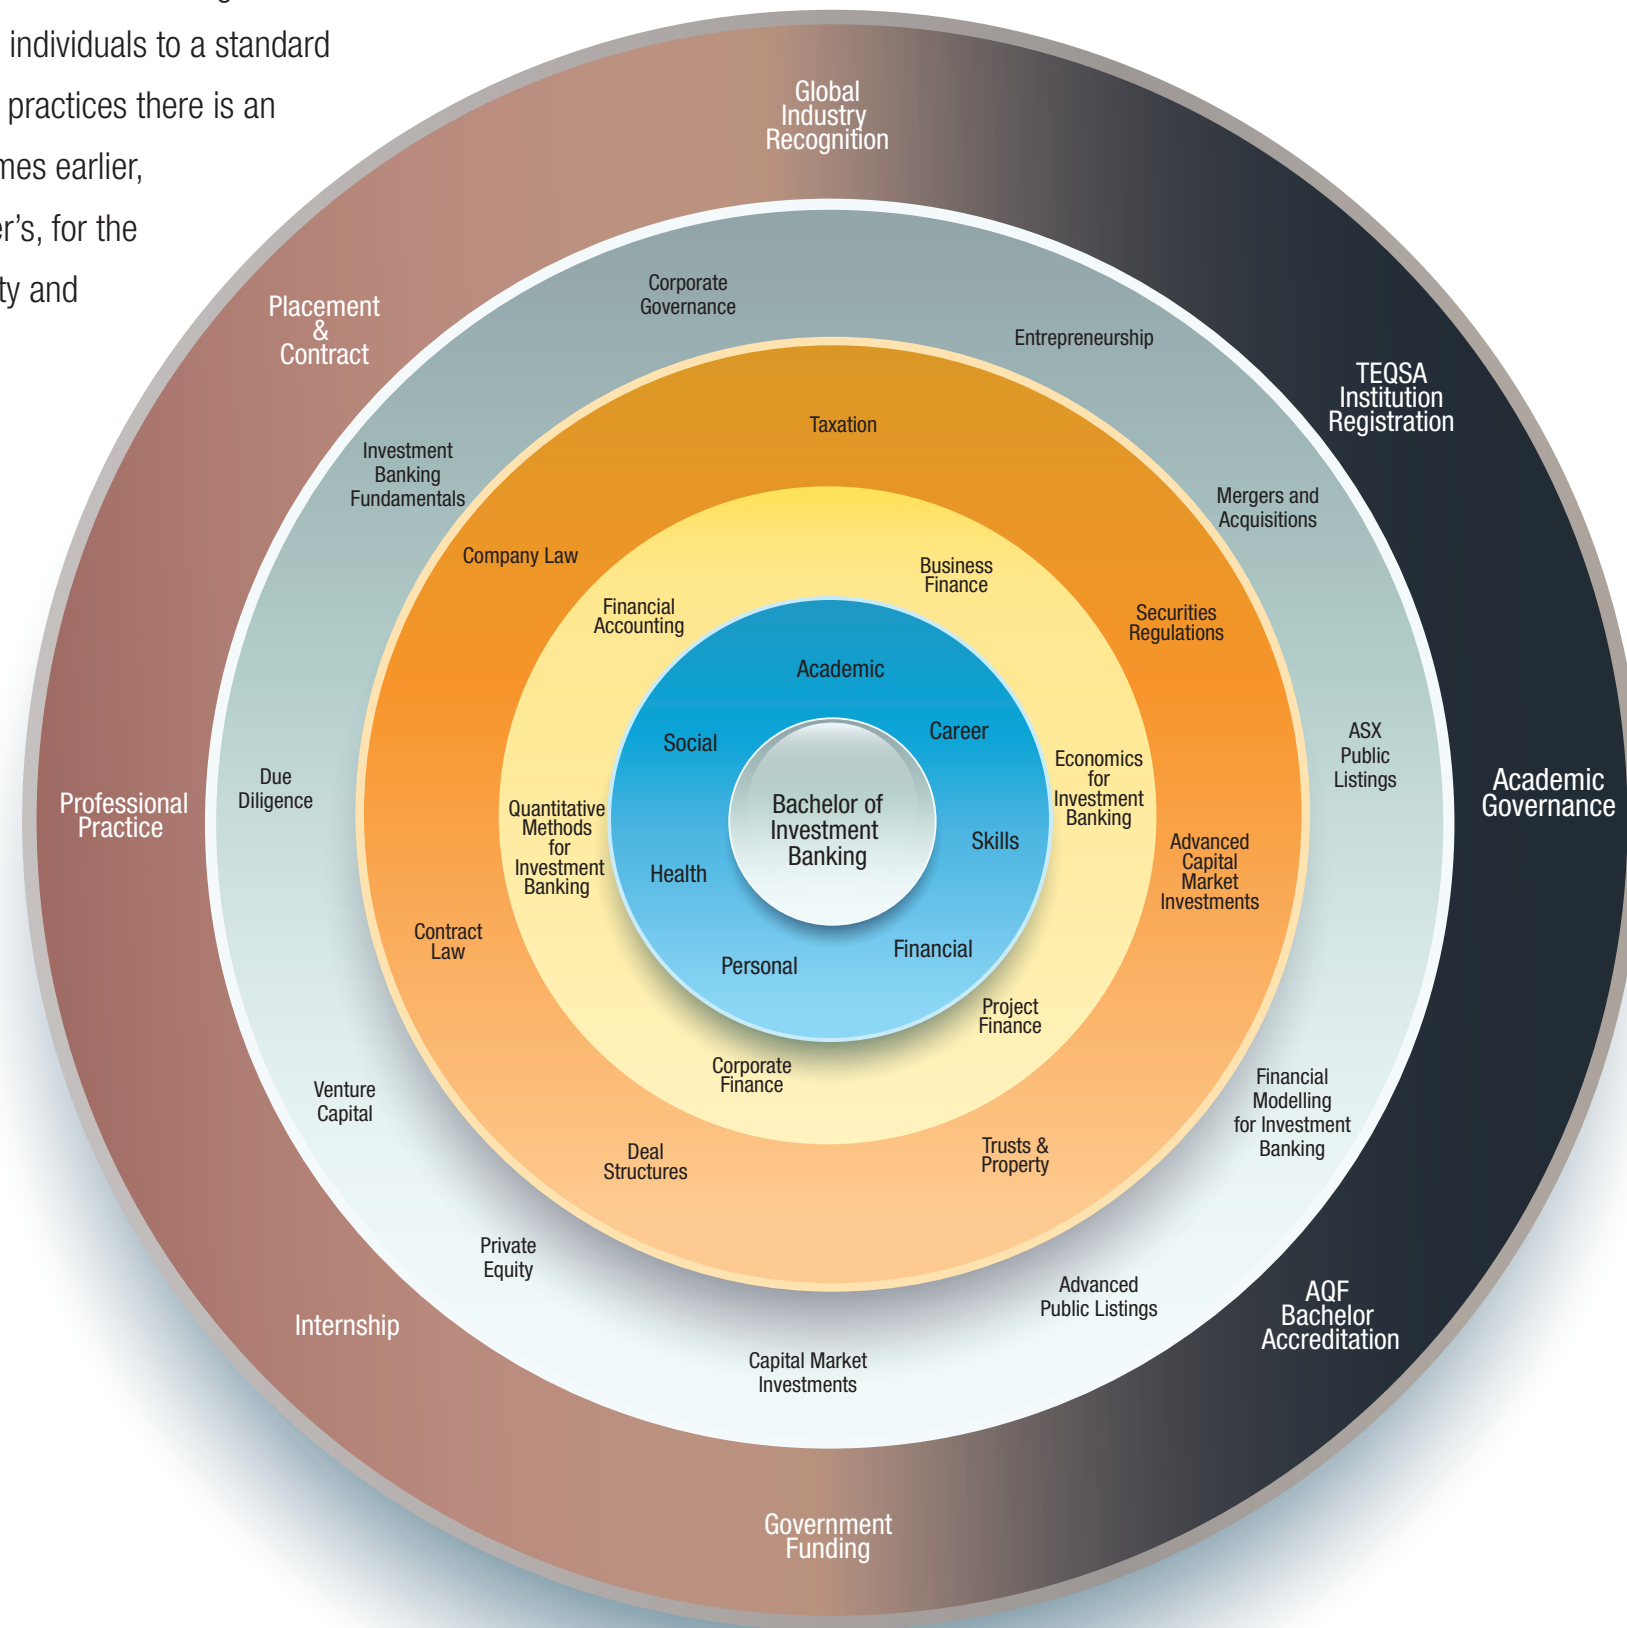 individuals to a standard
practices there is an
mes earlier,
er’s, for the
ty and
Global
Industry
Recognition
Placement
&
Contract
TEQSA
Institution
Registration
Professional
Practice
Academic
Governance
Internship
AQF
Bachelor
Accreditation
Government
Funding
Corporate
Governance
Entrepreneurship
Investment
Banking
Fundamentals
Mergers and
Acquisitions
Due
Diligence
ASX
Public
Listings
Venture
Capital
Financial
Modelling
for Investment
Banking
Private
Equity
Advanced
Public Listings
Capital Market
Investments
Taxation
Company Law
Securities
Regulations
Contract
Law
Advanced
Capital
Market
Investments
Deal
Structures
Trusts &
Property
Business
Finance
Financial
Accounting
Economics
for
Investment
Banking
Quantitative
Methods
for
Investment
Banking
Project
Finance
Corporate
Finance
Academic
Social
Career
Health
Skills
Personal
Financial
Bachelor of
Investment
Banking